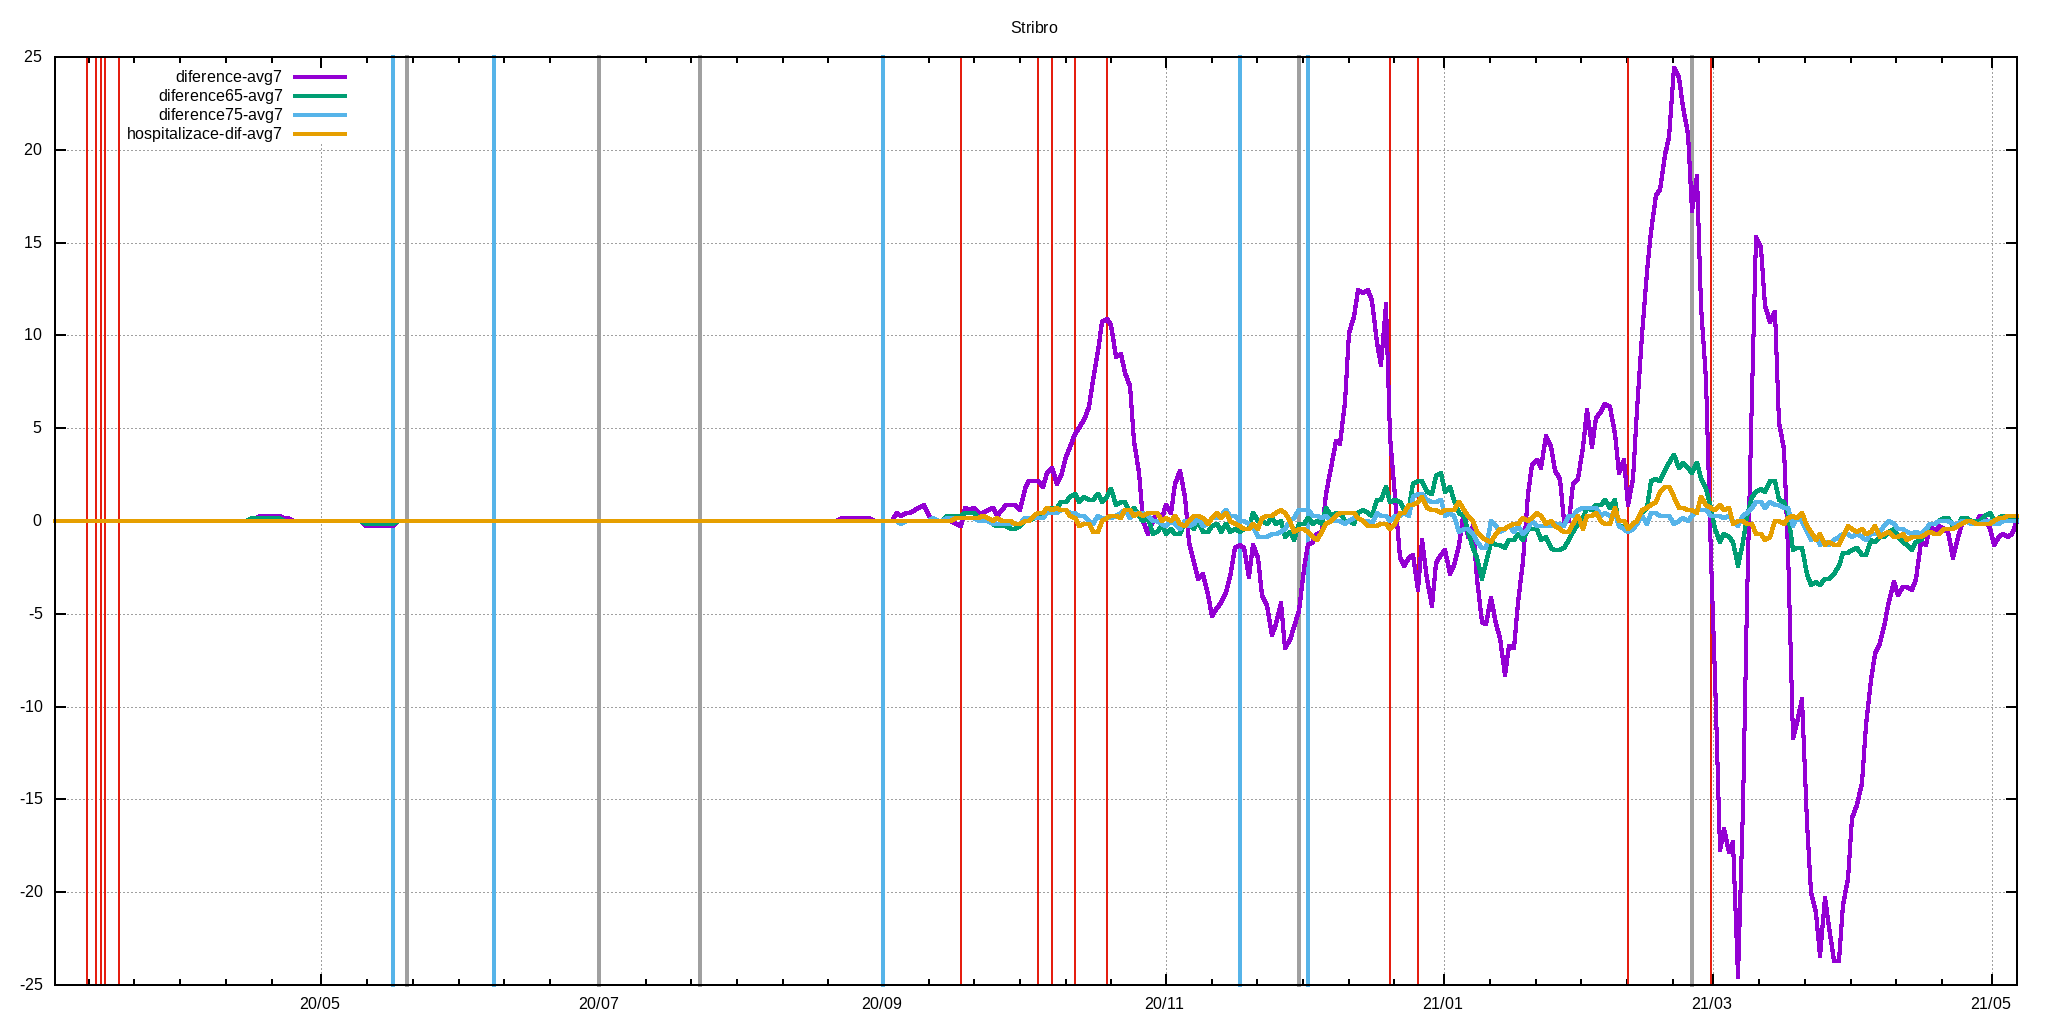 Stribro
25
diference-avg7
diference65-avg7
diference75-avg7
hospitalizace-dif-avg7
20
15
10
5
0
-5
-10
-15
-20
-25
20/05 20/07 20/09 20/11 21/01 21/03 21/05